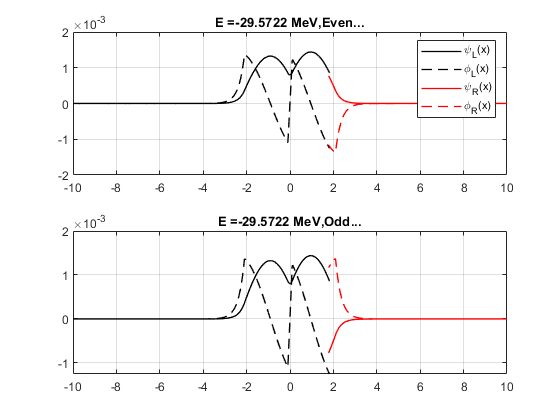 E =-29.5722 MeV,Even...
×10-3
2
1
0
-1
-2
-10 -8 -6 -4 -2 0 2 4 6 8 10
ψL(x)
ϕL(x)
ψR(x)
ϕR(x)
E =-29.5722 MeV,Odd...
×10-3
2
1
0
-1
-10 -8 -6 -4 -2 0 2 4 6 8 10